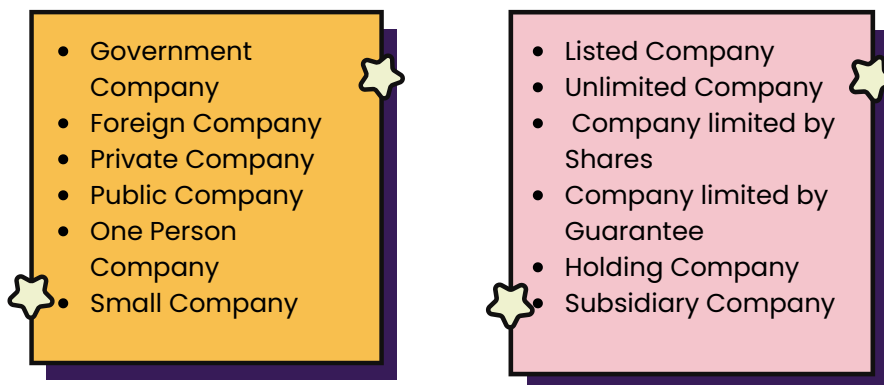 • Government
Company
• Foreign Company
• Private Company
• Public Company
• One Person
Company
• Small Company
• Listed Company
• Unlimited Company
• Company limited by
Shares
• Company limited by
Guarantee
• Holding Company
• Subsidiary Company